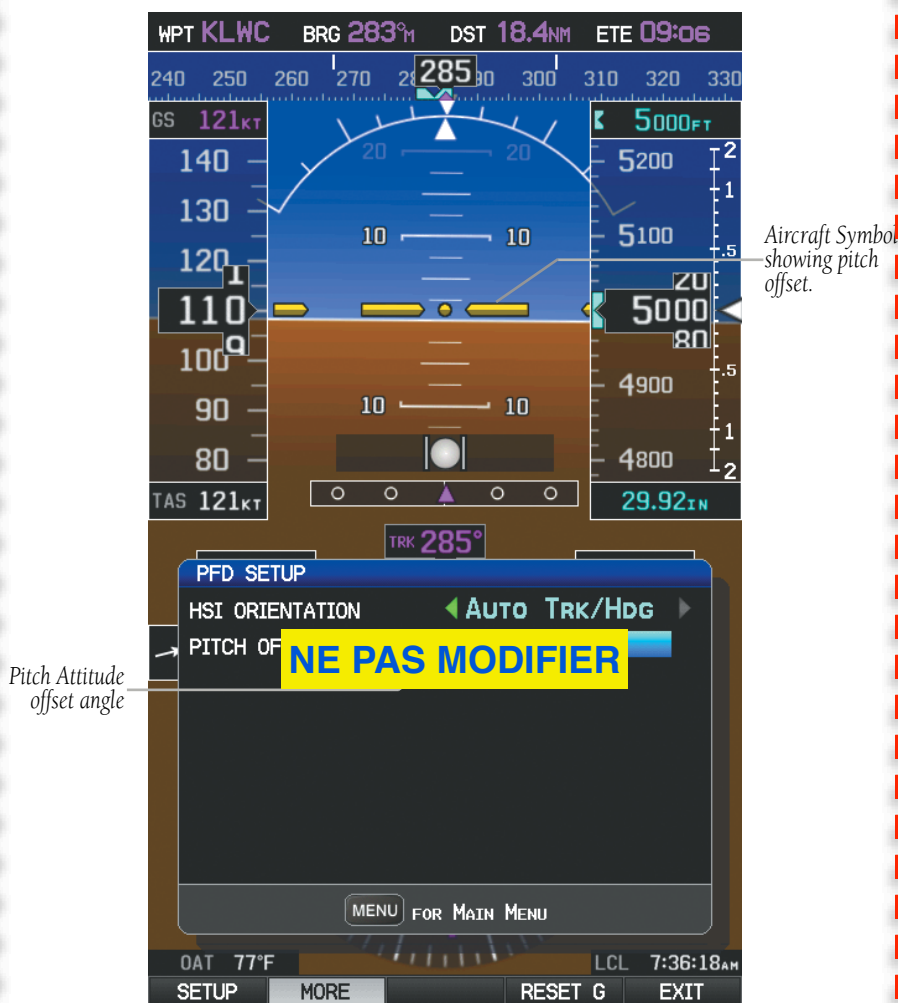 WPT KLWC BRG 283°M DST 18.4NM ETE 09:06
240 250 260 270 285 300 310 320 330
GS 121KT
5000FT
20 20
10 10
10 10
140
130
120
110
100
90
80
1
9
TAS 121KT
5200
5100
20
5000
80
4900
4800
2
1
.5
.5
1
2
29.92IN
Aircraft Symbol
showing pitch
offset.
TRK 285°
PFD SETUP
HSI ORIENTATION AUTO TRK/HDG
PITCH OF
NE PAS MODIFIER
Pitch Attitude
offset angle
MENU FOR MAIN MENU
OAT 77°F
LCL 7:36:18AM
SETUP MORE RESET G EXIT